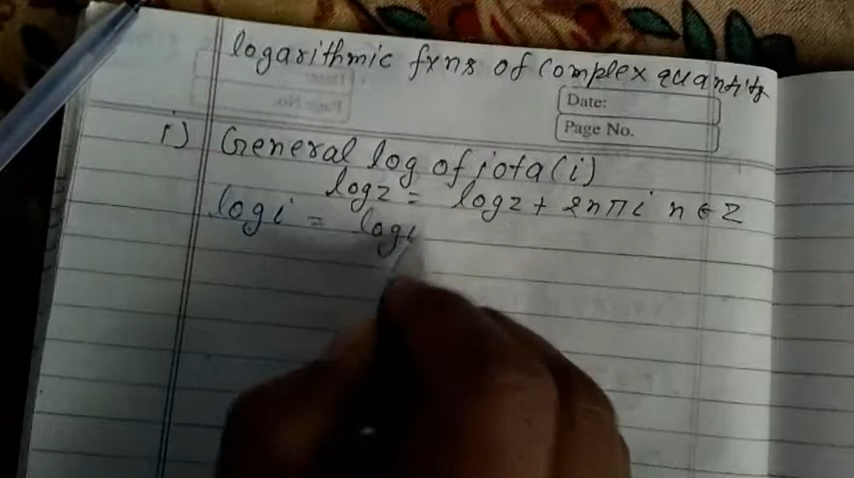 logarithmic fxns of complex quantity
Date:
Page No.
i) General log of iota (i)
log z = log z + 2nπi n ∈ Z
log i = log i